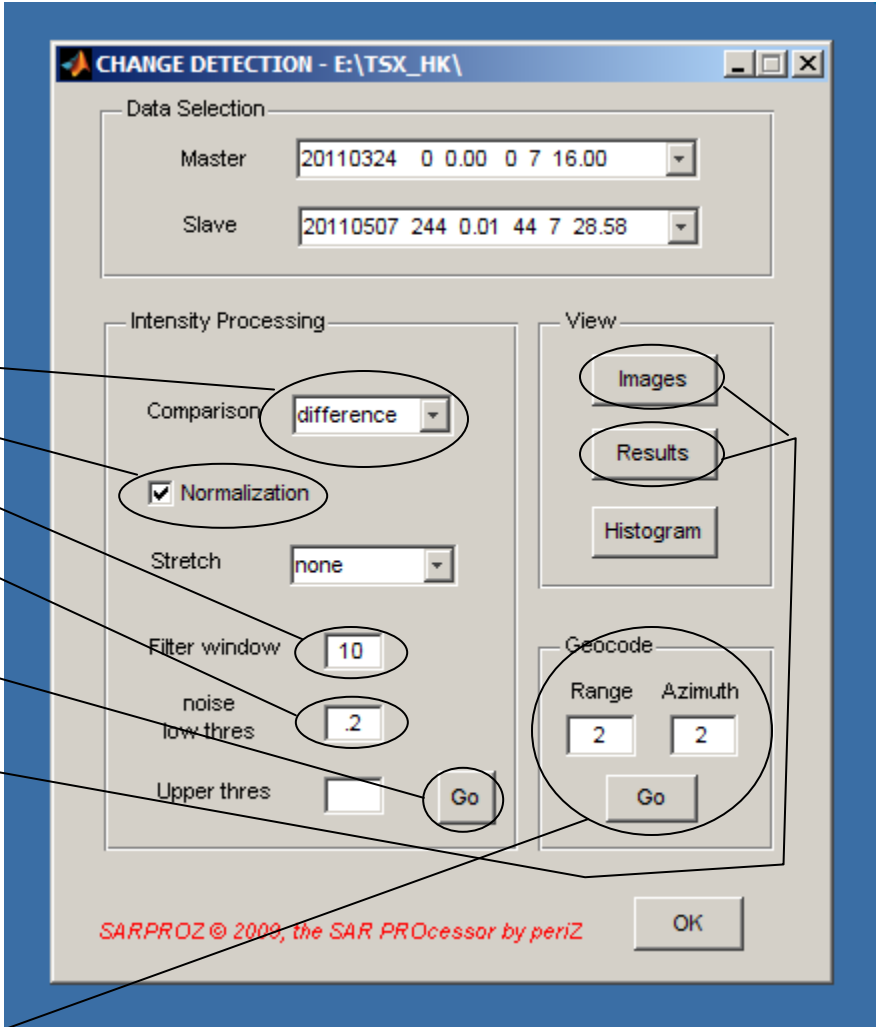 CHANGE DETECTION - E:\TSX_HK\
Data Selection
Master 20110324 0 0.00 0 7 16.00
Slave 20110507 244 0.01 44 7 28.58
Intensity Processing
Comparison difference
Normalization
Stretch none
Filter window 10
noise
low thres .2
Upper thres Go
View
Images
Results
Histogram
Geocode
Range Azimuth
2 2
Go
SARPROZ © 2009, the SAR PROcessor by periZ
OK